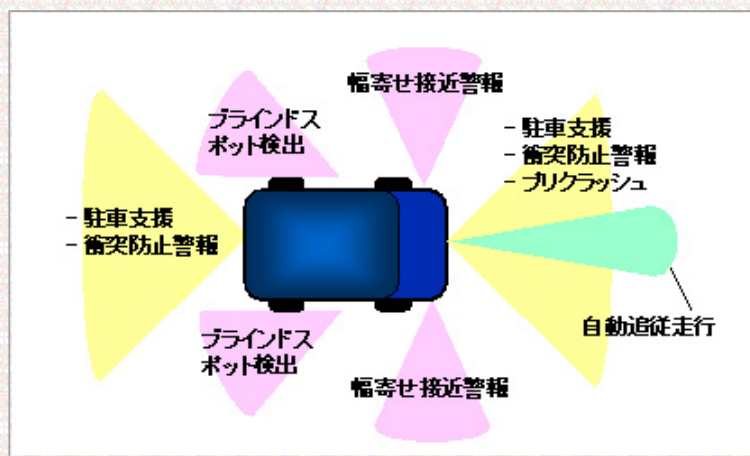 幅寄せ接近警報
ブラインドス
ポット検出
- 駐車支援
- 衝突防止警報
- プリクラッシュ
- 駐車支援
- 衝突防止警報
自動追従走行
ブラインドス
ポット検出
幅寄せ接近警報